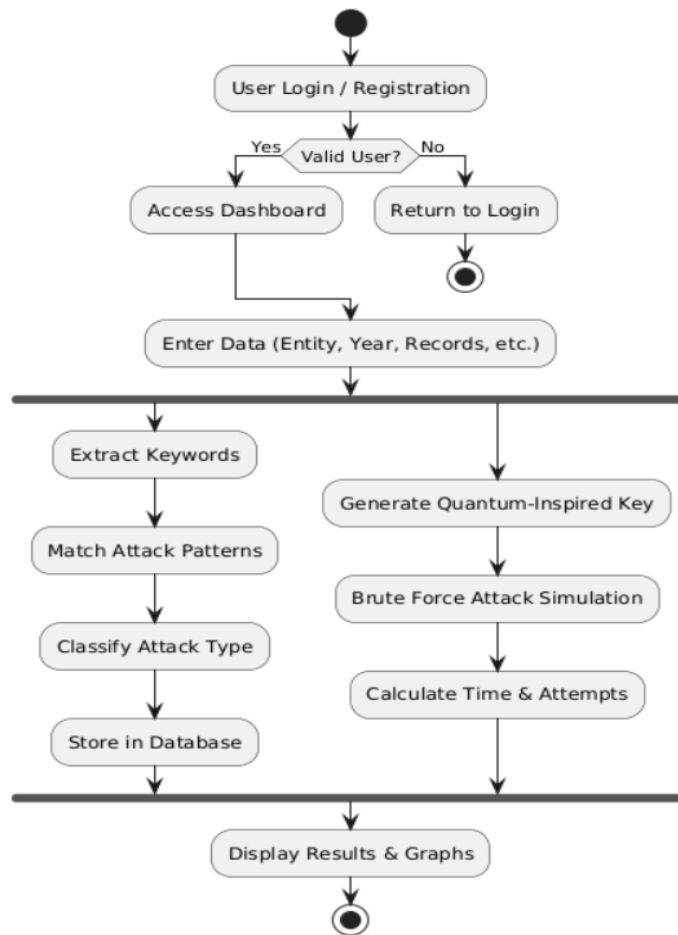 User Login / Registration
Yes
Valid User?
No
Access Dashboard
Return to Login
Enter Data (Entity, Year, Records, etc.)
Extract Keywords
Match Attack Patterns
Classify Attack Type
Store in Database
Generate Quantum-Inspired Key
Brute Force Attack Simulation
Calculate Time & Attempts
Display Results & Graphs